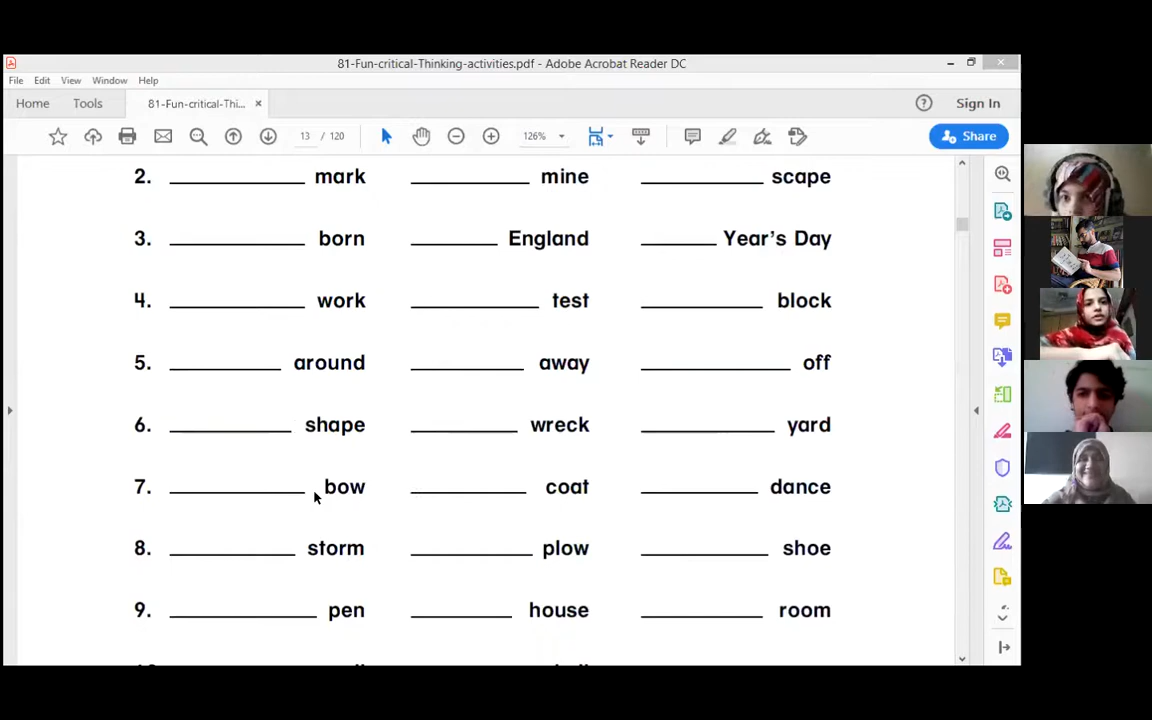 81-Fun-critical-Thinking-activities.pdf - Adobe Acrobat Reader DC
File Edit View Window Help
Home Tools 81-Fun-critical-Thi... × Sign In
13 / 120 126% Share
2. mark mine scape
3. born England Year's Day
4. work test block
5. around away off
6. shape wreck yard
7. bow coat dance
8. storm plow shoe
9. pen house room